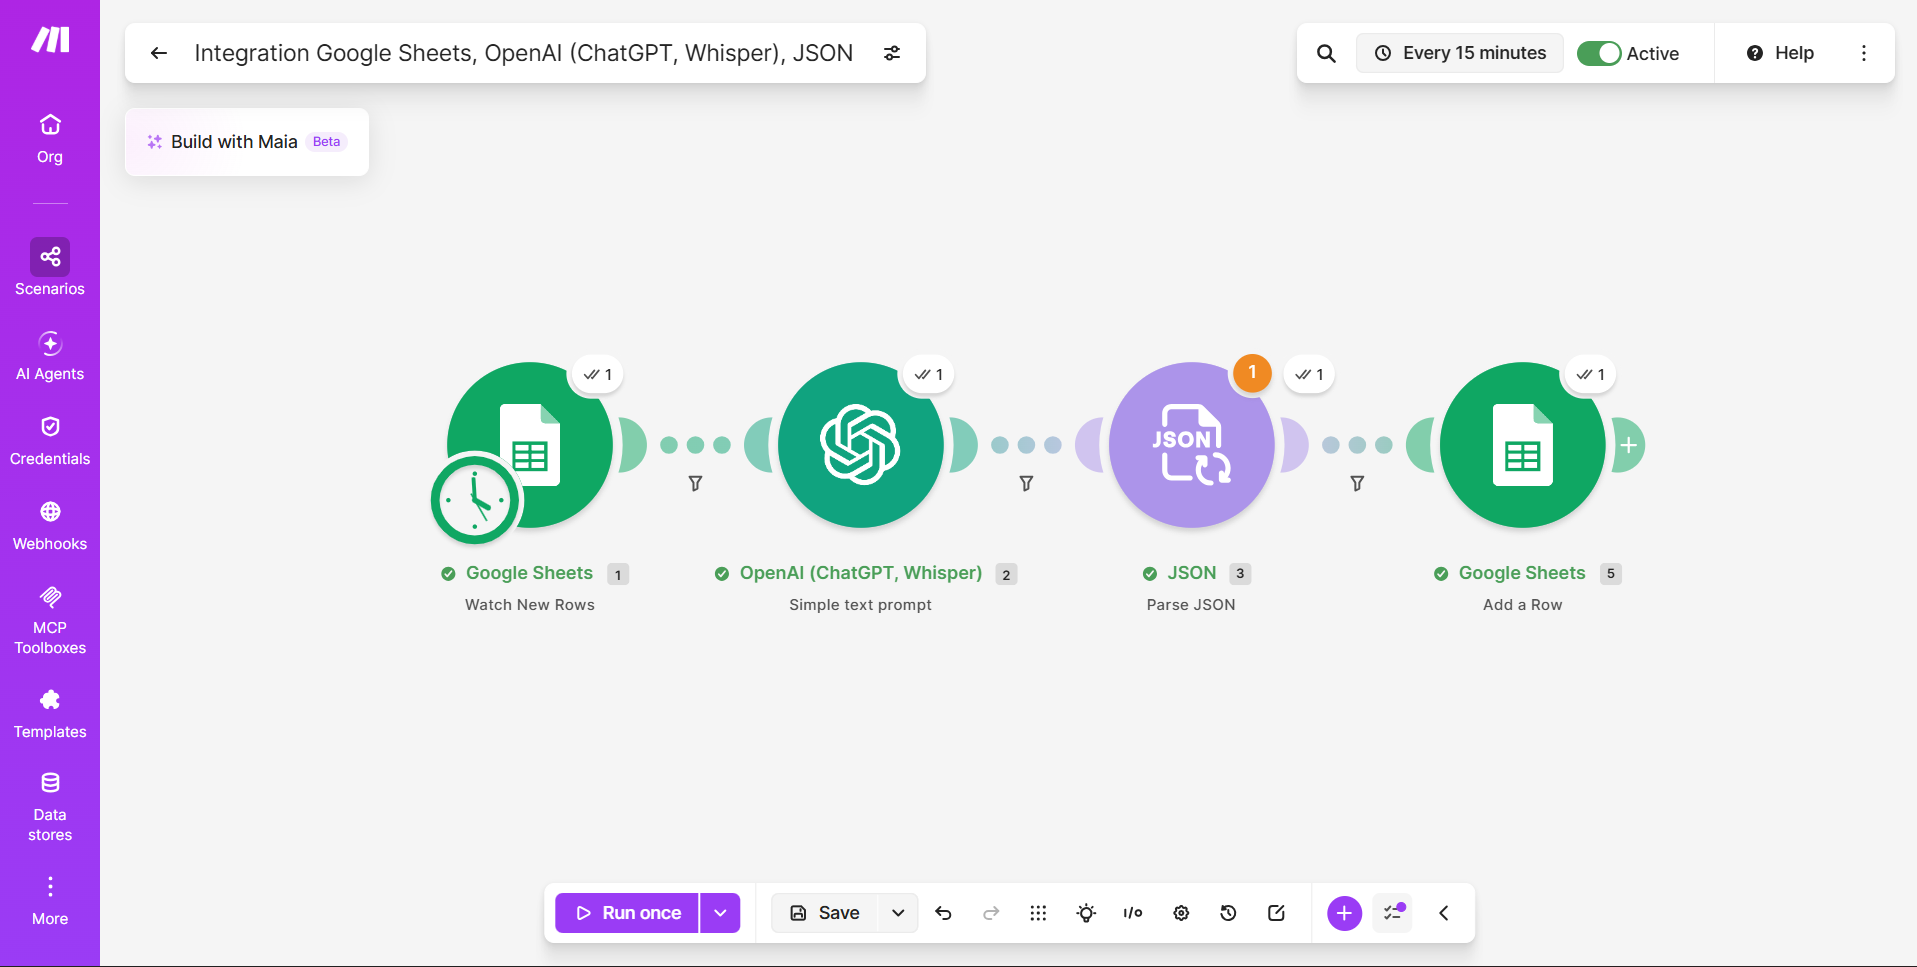 Integration Google Sheets, OpenAI (ChatGPT, Whisper), JSON
Every 15 minutes
Active
Help
Build with Maia Beta
Org
Scenarios
AI Agents
Credentials
Webhooks
MCP
Toolboxes
Templates
Data
stores
More
1
1
1
1
1
JSON
Google Sheets 1
Watch New Rows
OpenAI (ChatGPT, Whisper) 2
Simple text prompt
JSON 3
Parse JSON
Google Sheets 5
Add a Row
Run once
Save